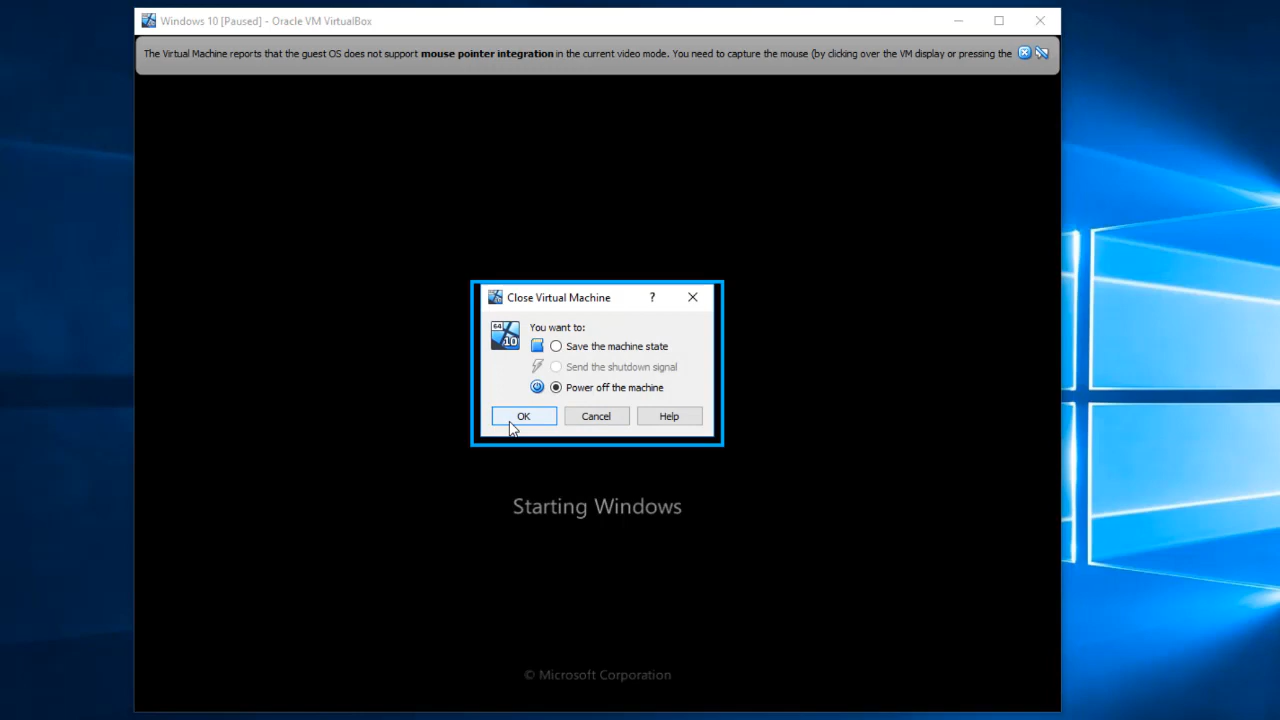 Windows 10 [Paused] - Oracle VM VirtualBox
The Virtual Machine reports that the guest OS does not support mouse pointer integration in the current video mode. You need to capture the mouse (by clicking over the VM display or pressing the
Close Virtual Machine ?
64
10
You want to:
Save the machine state
Send the shutdown signal
Power off the machine
OK Cancel Help
Starting Windows
© Microsoft Corporation